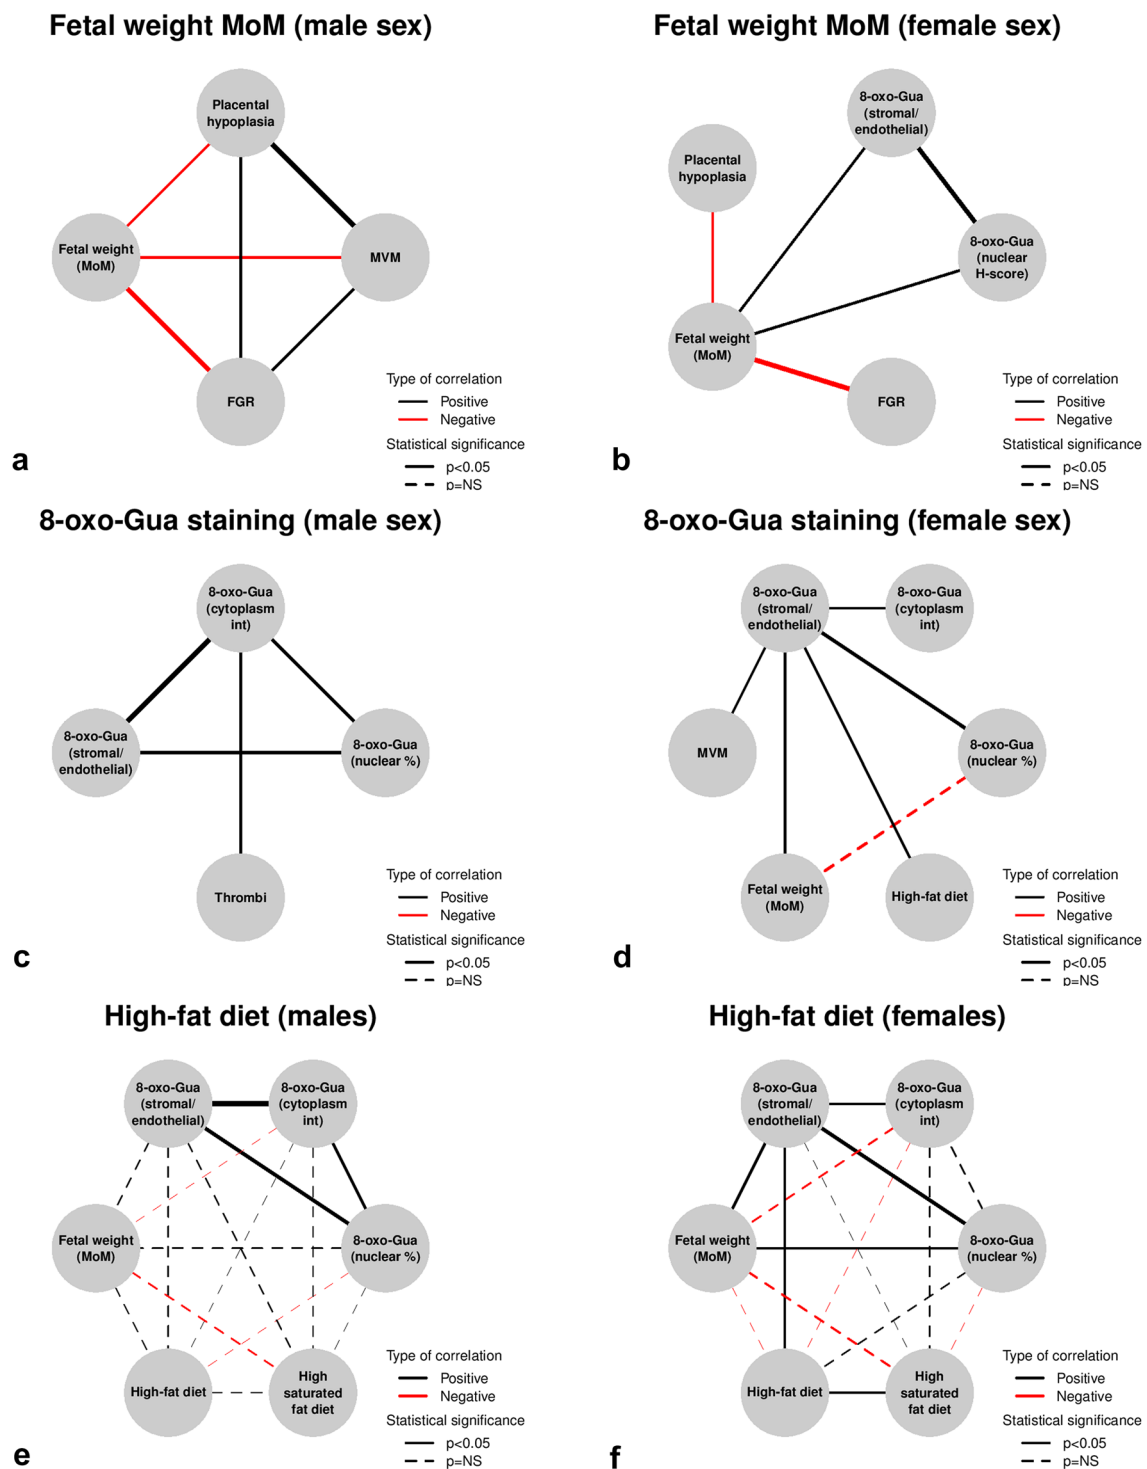 Fetal weight MoM (male sex)
Placental
hypoplasia
Fetal weight
(MoM)
MVM
FGR
Type of correlation
Positive
Negative
Statistical significance
p<0.05
p=NS
a
Fetal weight MoM (female sex)
8-oxo-Gua
(stromal/
endothelial)
Placental
hypoplasia
8-oxo-Gua
(nuclear
H-score)
Fetal weight
(MoM)
FGR
Type of correlation
Positive
Negative
Statistical significance
p<0.05
p=NS
b
8-oxo-Gua staining (male sex)
8-oxo-Gua
(cytoplasm
int)
8-oxo-Gua
(stromal/
endothelial)
8-oxo-Gua
(nuclear %)
Thrombi
Type of correlation
Positive
Negative
Statistical significance
p<0.05
p=NS
c
8-oxo-Gua staining (female sex)
8-oxo-Gua
(stromal/
endothelial)
8-oxo-Gua
(cytoplasm
int)
MVM
8-oxo-Gua
(nuclear %)
Fetal weight
(MoM)
High-fat diet
Type of correlation
Positive
Negative
Statistical significance
p<0.05
p=NS
d
High-fat diet (males)
8-oxo-Gua
(stromal/
endothelial)
8-oxo-Gua
(cytoplasm
int)
Fetal weight
(MoM)
8-oxo-Gua
(nuclear %)
High-fat diet
High
saturated
fat diet
Type of correlation
Positive
Negative
Statistical significance
p<0.05
p=NS
e
High-fat diet (females)
8-oxo-Gua
(stromal/
endothelial)
8-oxo-Gua
(cytoplasm
int)
Fetal weight
(MoM)
8-oxo-Gua
(nuclear %)
High-fat diet
High
saturated
fat diet
Type of correlation
Positive
Negative
Statistical significance
p<0.05
p=NS
f